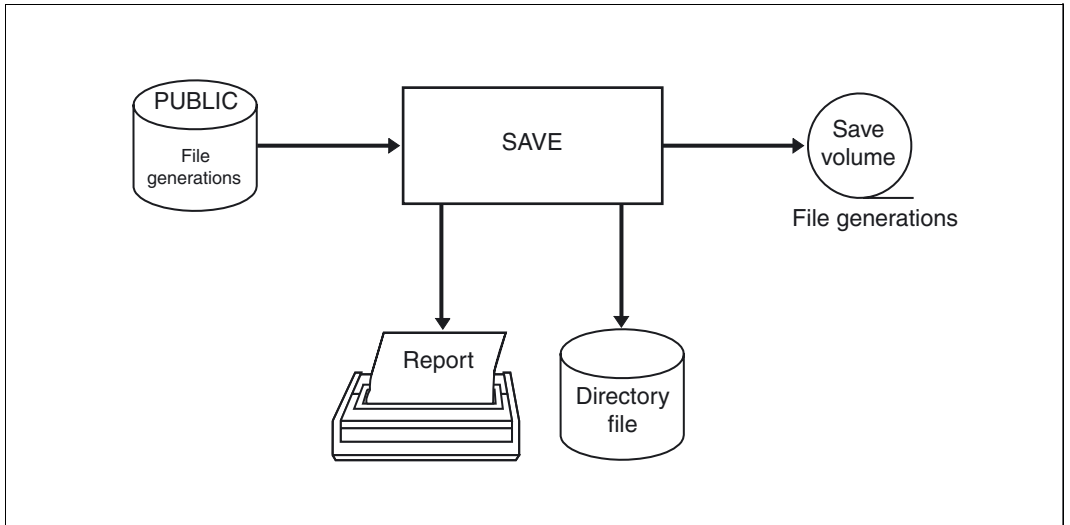 PUBLIC
File
generations
SAVE
Save
volume
File generations
Report
Directory
file